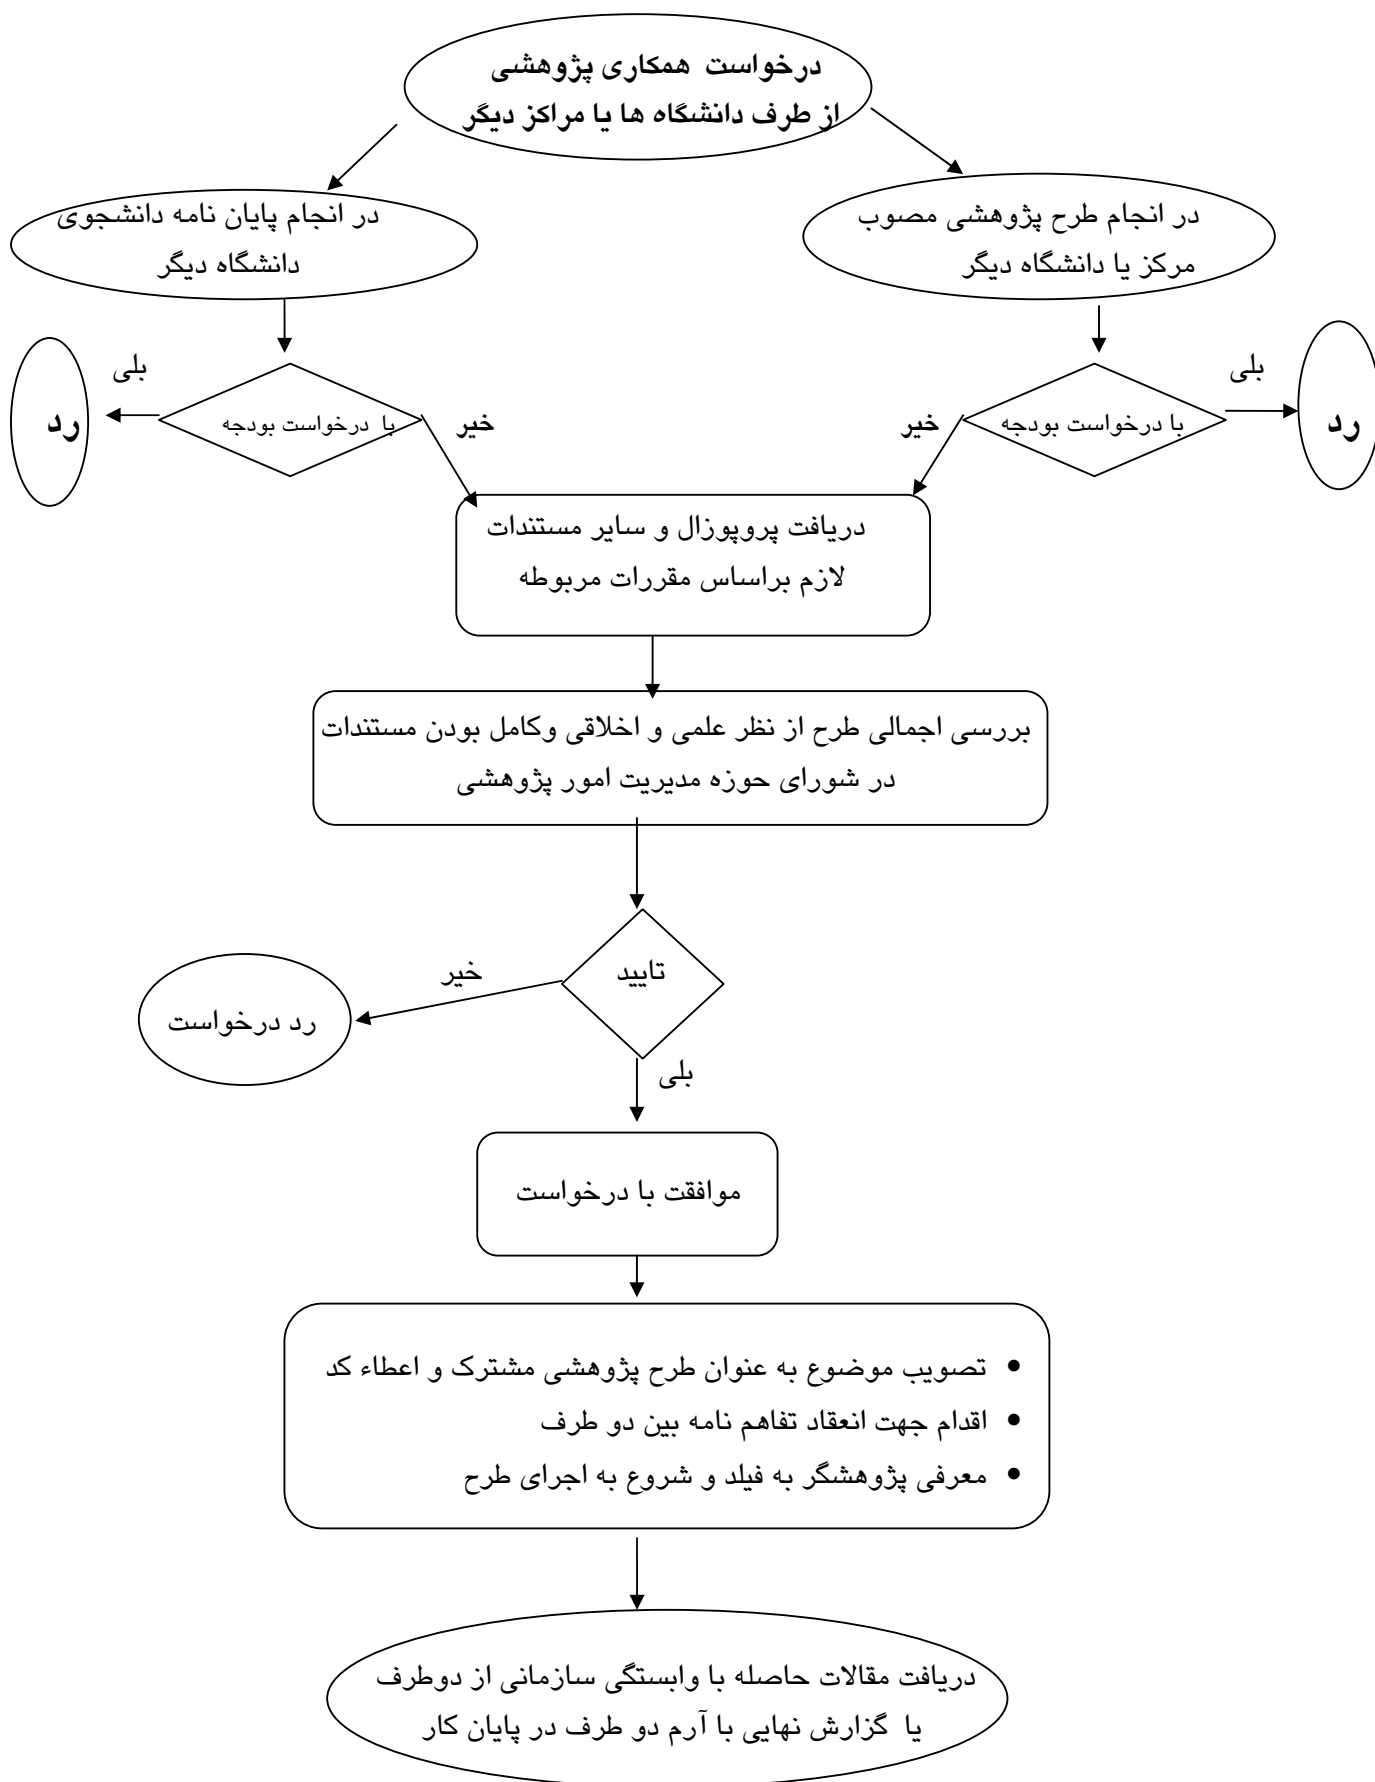 درخواست همکاری پژوهشی
از طرف دانشگاه ها یا مراکز دیگر
در انجام طرح پژوهشی مصوب
مرکز یا دانشگاه دیگر
در انجام پایان نامه دانشجوی
دانشگاه دیگر
بلی
رد
با درخواست بودجه
خیر
خیر
با درخواست بودجه
بلی
رد
دریافت پروپوزال و سایر مستندات
لازم براساس مقررات مربوطه
بررسی اجمالی طرح از نظر علمی و اخلاقی وکامل بودن مستندات
در شورای حوزه مدیریت امور پژوهشی
تایید
خیر
رد درخواست
بلی
موافقت با درخواست
• تصویب موضوع به عنوان طرح پژوهشی مشترک و اعطاء کد
• اقدام جهت انعقاد تفاهم نامه بین دو طرف
• معرفی پژوهشگر به فیلد و شروع به اجرای طرح
دریافت مقالات حاصله با وابستگی سازمانی از دوطرف
یا گزارش نهایی با آرم دو طرف در پایان کار